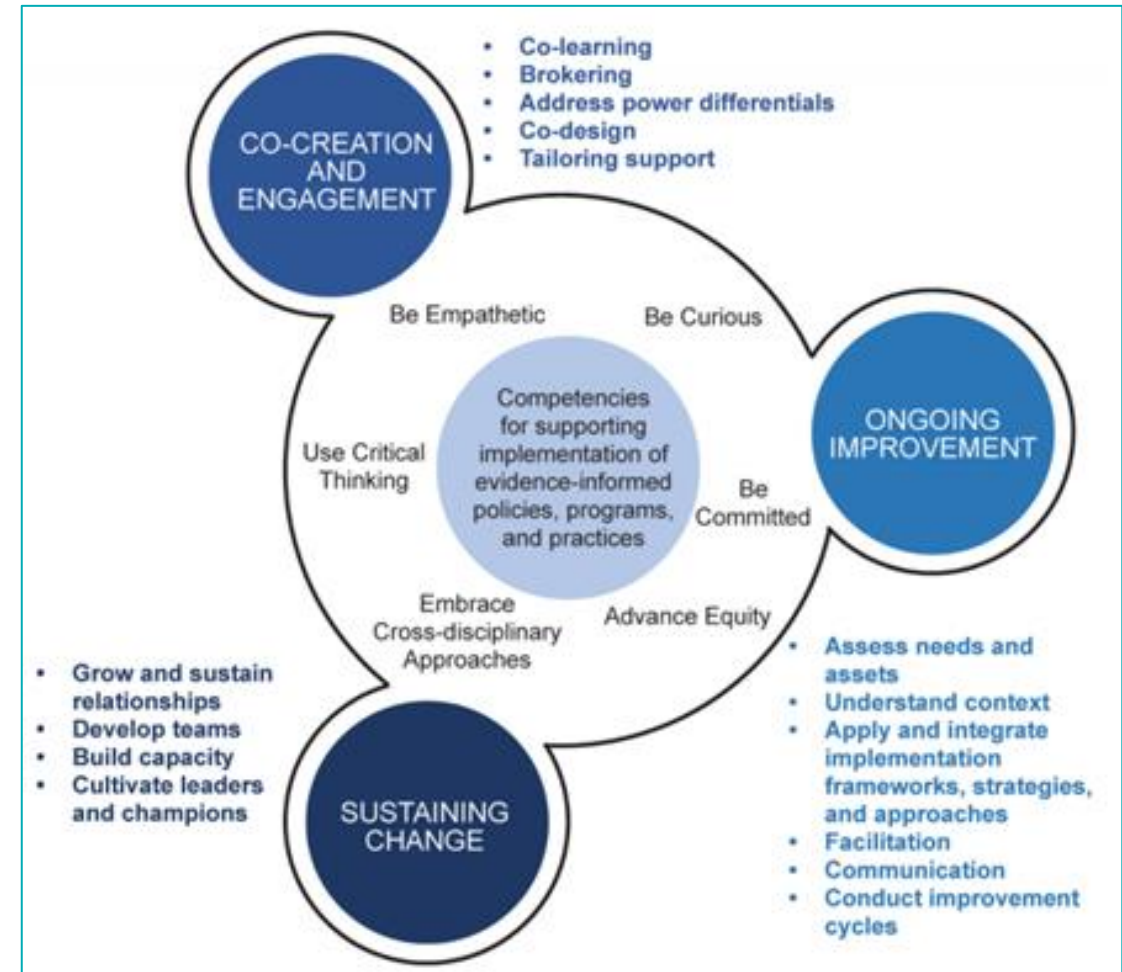 • Co-learning
• Brokering
• Address power differentials
• Co-design
• Tailoring support
CO-CREATION
AND
ENGAGEMENT
Be Empathetic
Be Curious
ONGOING
IMPROVEMENT
Competencies
for supporting
implementation of
evidence-informed
policies, programs,
and practices
Use Critical
Thinking
Be
Committed
Embrace
Cross-disciplinary
Approaches
Advance Equity
• Grow and sustain
relationships
• Develop teams
• Build capacity
• Cultivate leaders
and champions
SUSTAINING
CHANGE
• Assess needs and
assets
• Understand context
• Apply and integrate
implementation
frameworks, strategies,
and approaches
• Facilitation
• Communication
• Conduct improvement
cycles